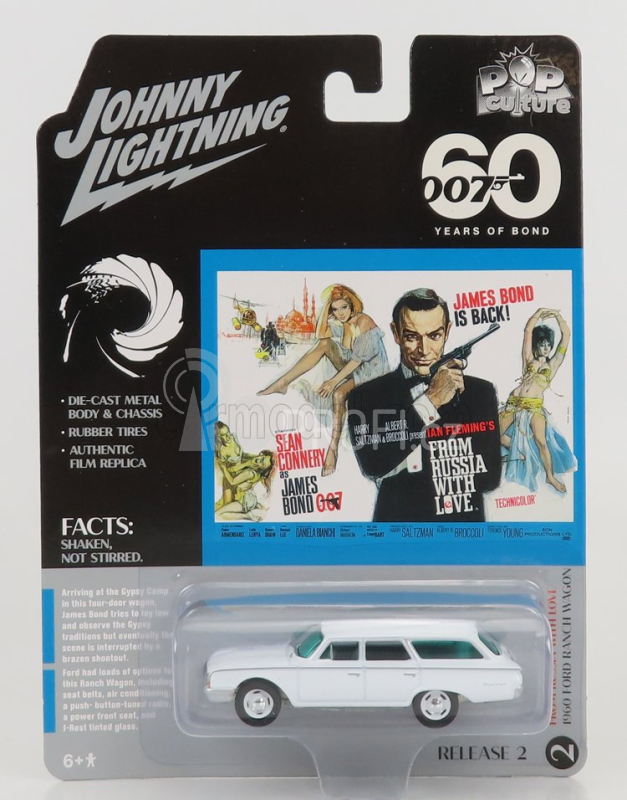 JOHNNY
LIGHTNING®
POP
Culture
60
007
YEARS OF BOND
JAMES BOND
IS BACK!
• DIE-CAST METAL
BODY & CHASSIS
• RUBBER TIRES
• AUTHENTIC
FILM REPLICA
SEAN
CONNERY
as
JAMES
BOND 007
HARRY SALTZMAN & ALBERT R. BROCCOLI present
IAN FLEMING'S
FROM
RUSSIA
WITH
LOVE
TECHNICOLOR®
DANIELA BIANCHI
SALTZMAN BROCCOLI YOUNG
FACTS:
SHAKEN,
NOT STIRRED.
Arriving at the Gypsy Camp
in this four-door wagon,
James Bond tries to lay low
and observe the Gypsy
traditions but eventually the
scene is interrupted by a
brazen shootout.
Ford had loads of options for
this Ranch Wagon, including
seat belts, air conditioning,
a push-button-tuned radio,
a power front seat, and
I-Rest tinted glass.
FROM RUSSIA WITH LOVE
1960 FORD RANCH WAGON
6+
RELEASE 2
2